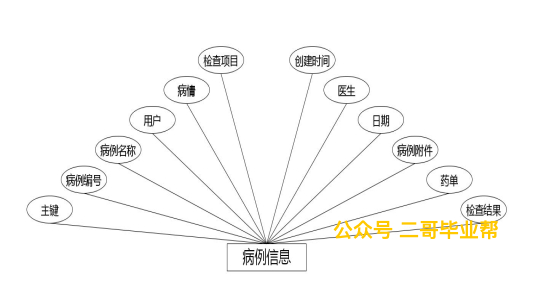 检查项目
创建时间
病情
医生
用户
日期
病例名称
病例附件
病例编号
药单
主键
检查结果
公众号 二哥毕业帮
病例信息